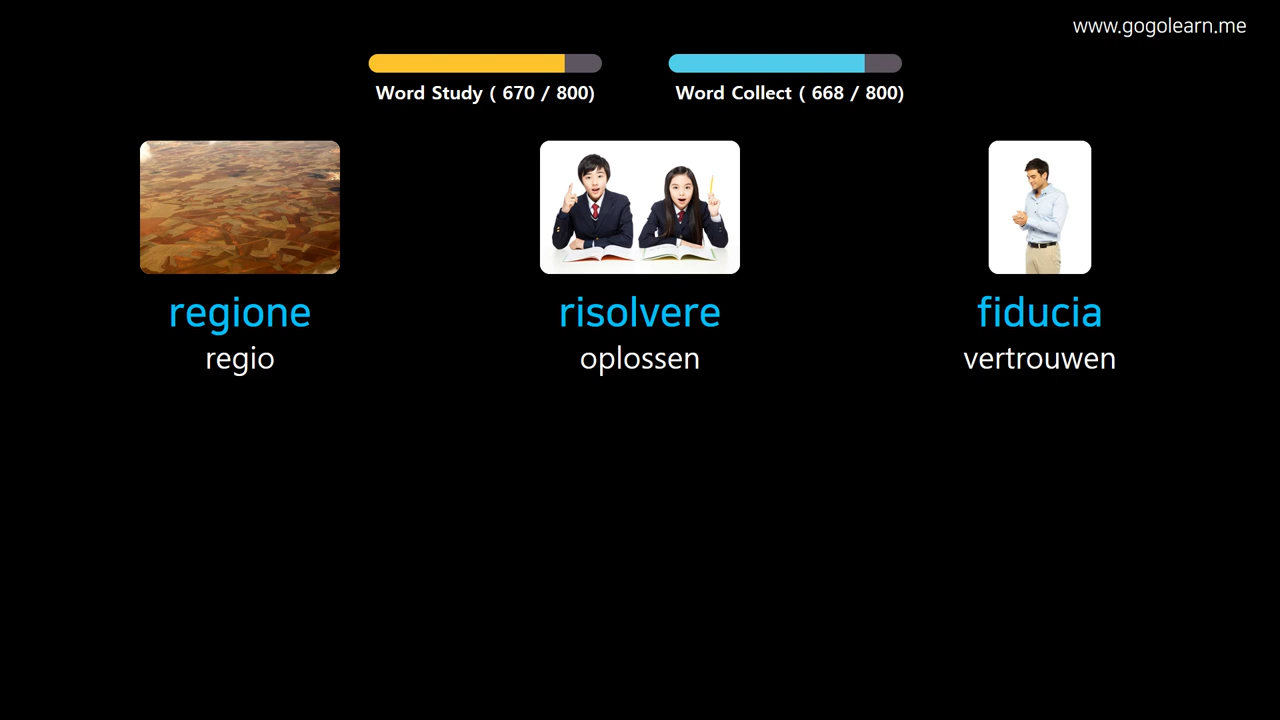 www.gogolearn.me
Word Study ( 670 / 800)
Word Collect ( 668 / 800)
regione
risolvere
fiducia
regio
oplossen
vertrouwen